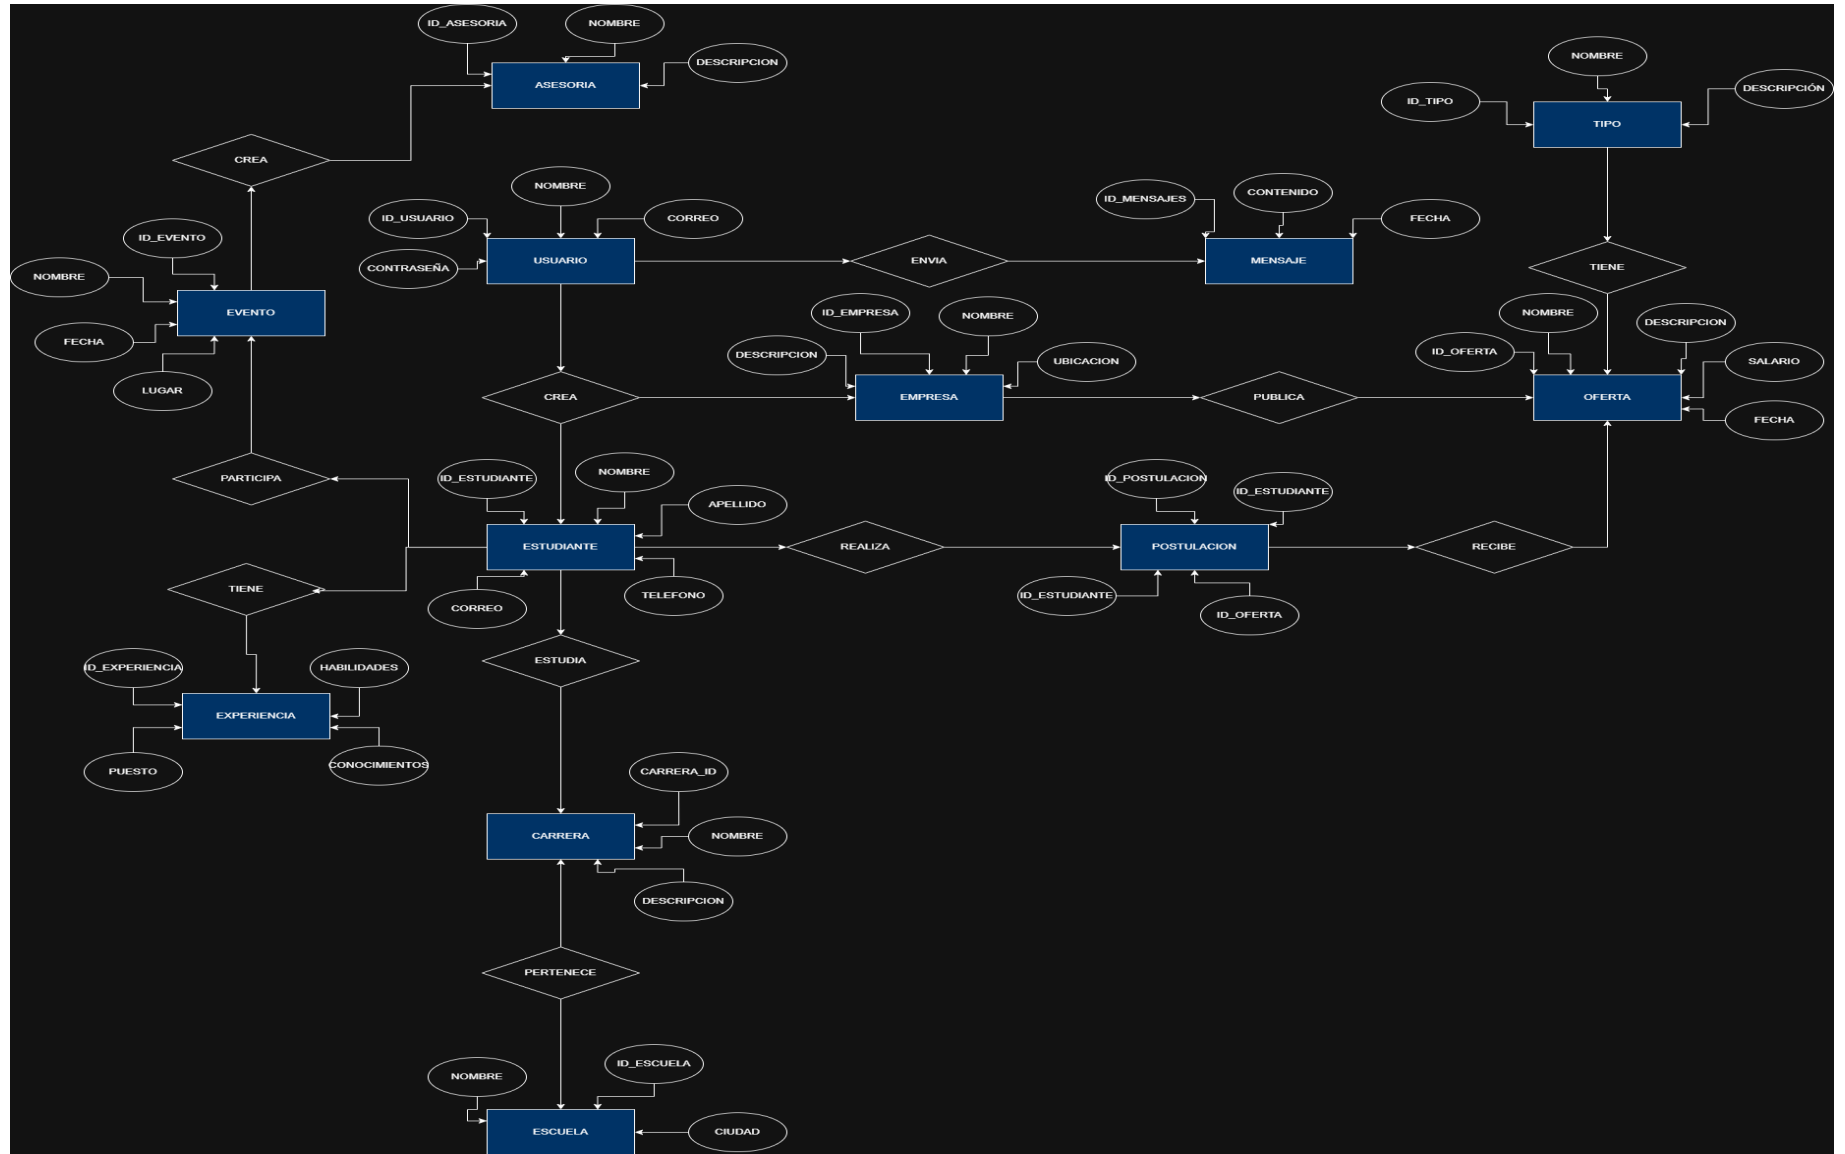 ID_ASESORIA
NOMBRE
DESCRIPCION
ASESORIA
NOMBRE
DESCRIPCIÓN
ID_TIPO
TIPO
CREA
NOMBRE
ID_USUARIO
CORREO
CONTRASEÑA
USUARIO
ENVIA
ID_MENSAJES
CONTENIDO
FECHA
MENSAJE
TIENE
ID_EVENTO
NOMBRE
EVENTO
FECHA
LUGAR
ID_EMPRESA
NOMBRE
DESCRIPCION
UBICACION
EMPRESA
CREA
PUBLICA
NOMBRE
DESCRIPCION
ID_OFERTA
SALARIO
OFERTA
FECHA
PARTICIPA
ID_ESTUDIANTE
NOMBRE
APELLIDO
ESTUDIANTE
CORREO
TELEFONO
REALIZA
ID_POSTULACION
ID_ESTUDIANTE
POSTULACION
ID_ESTUDIANTE
ID_OFERTA
RECIBE
TIENE
ESTUDIA
ID_EXPERIENCIA
HABILIDADES
EXPERIENCIA
PUESTO
CONOCIMIENTOS
CARRERA_ID
CARRERA
NOMBRE
DESCRIPCION
PERTENECE
ID_ESCUELA
NOMBRE
ESCUELA
CIUDAD